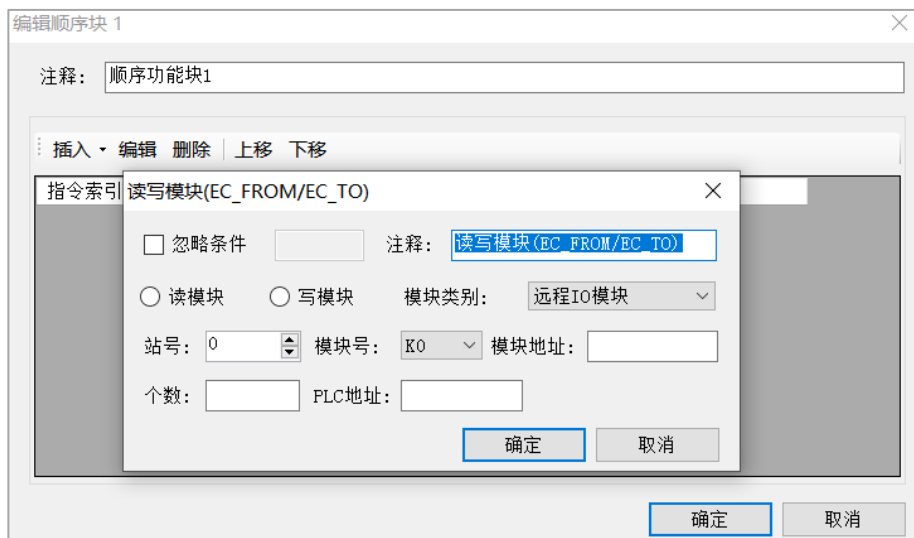 编辑顺序块 1
注释: 顺序功能块1
插入 编辑 删除 上移 下移
指令索引
读写模块(EC_FROM/EC_TO)
忽略条件 注释: 读写模块(EC_FROM/EC_TO)
读模块 写模块 模块类别: 远程IO模块
站号: 0 模块号: K0 模块地址:
个数: PLC地址:
确定 取消
确定 取消